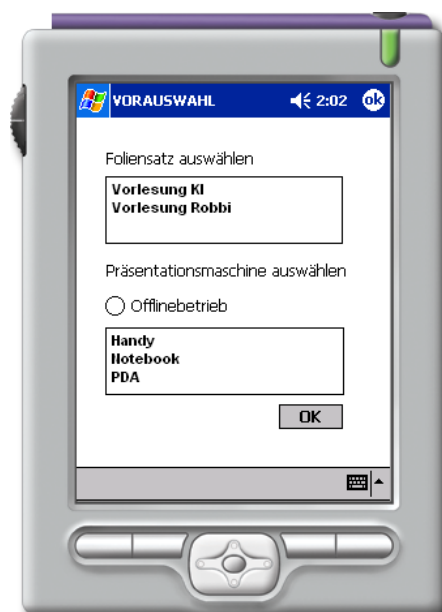 VORAUSWAHL 2:02 ok
Foliensatz auswählen
Vorlesung KI
Vorlesung Robbi
Präsentationsmaschine auswählen
Offlinebetrieb
Handy
Notebook
PDA
OK